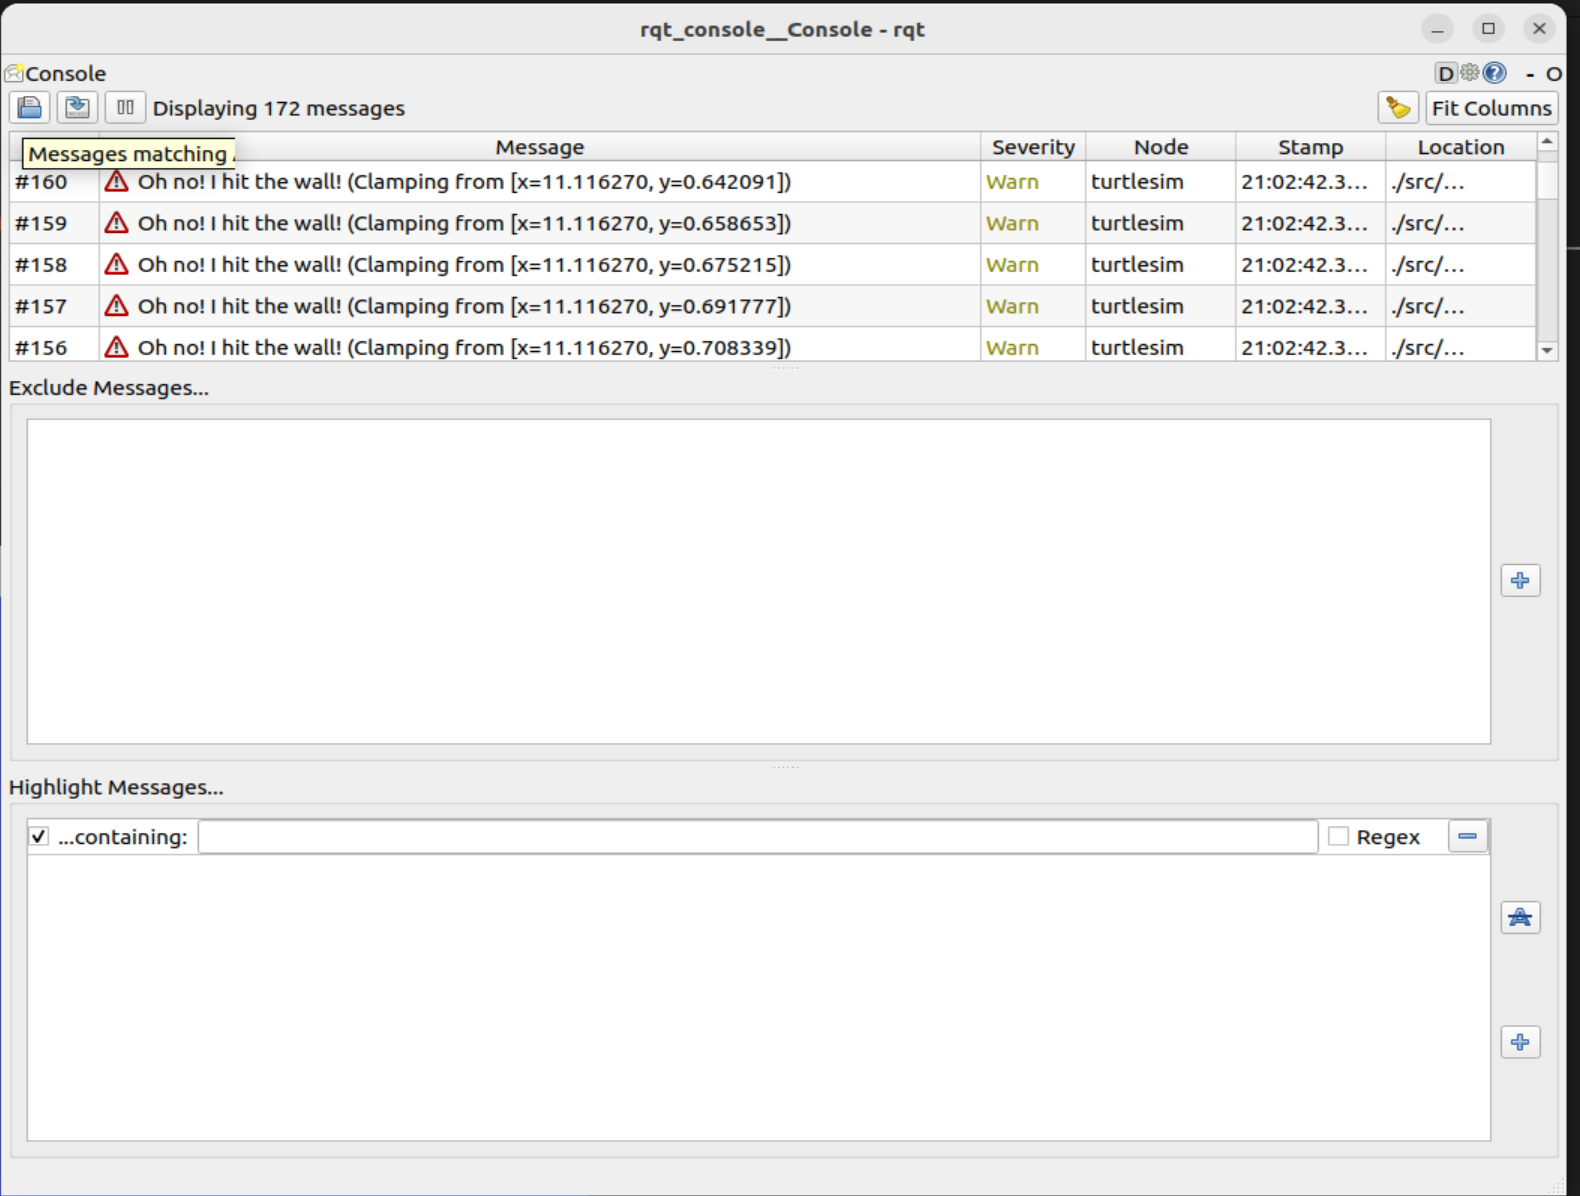 rqt_console__Console - rqt
Console D - O
Displaying 172 messages Fit Columns
Messages matching Message Severity Node Stamp Location
#160 Oh no! I hit the wall! (Clamping from [x=11.116270, y=0.642091]) Warn turtlesim 21:02:42.3... ./src/...
#159 Oh no! I hit the wall! (Clamping from [x=11.116270, y=0.658653]) Warn turtlesim 21:02:42.3... ./src/...
#158 Oh no! I hit the wall! (Clamping from [x=11.116270, y=0.675215]) Warn turtlesim 21:02:42.3... ./src/...
#157 Oh no! I hit the wall! (Clamping from [x=11.116270, y=0.691777]) Warn turtlesim 21:02:42.3... ./src/...
#156 Oh no! I hit the wall! (Clamping from [x=11.116270, y=0.708339]) Warn turtlesim 21:02:42.3... ./src/...
Exclude Messages...
Highlight Messages...
...containing: Regex